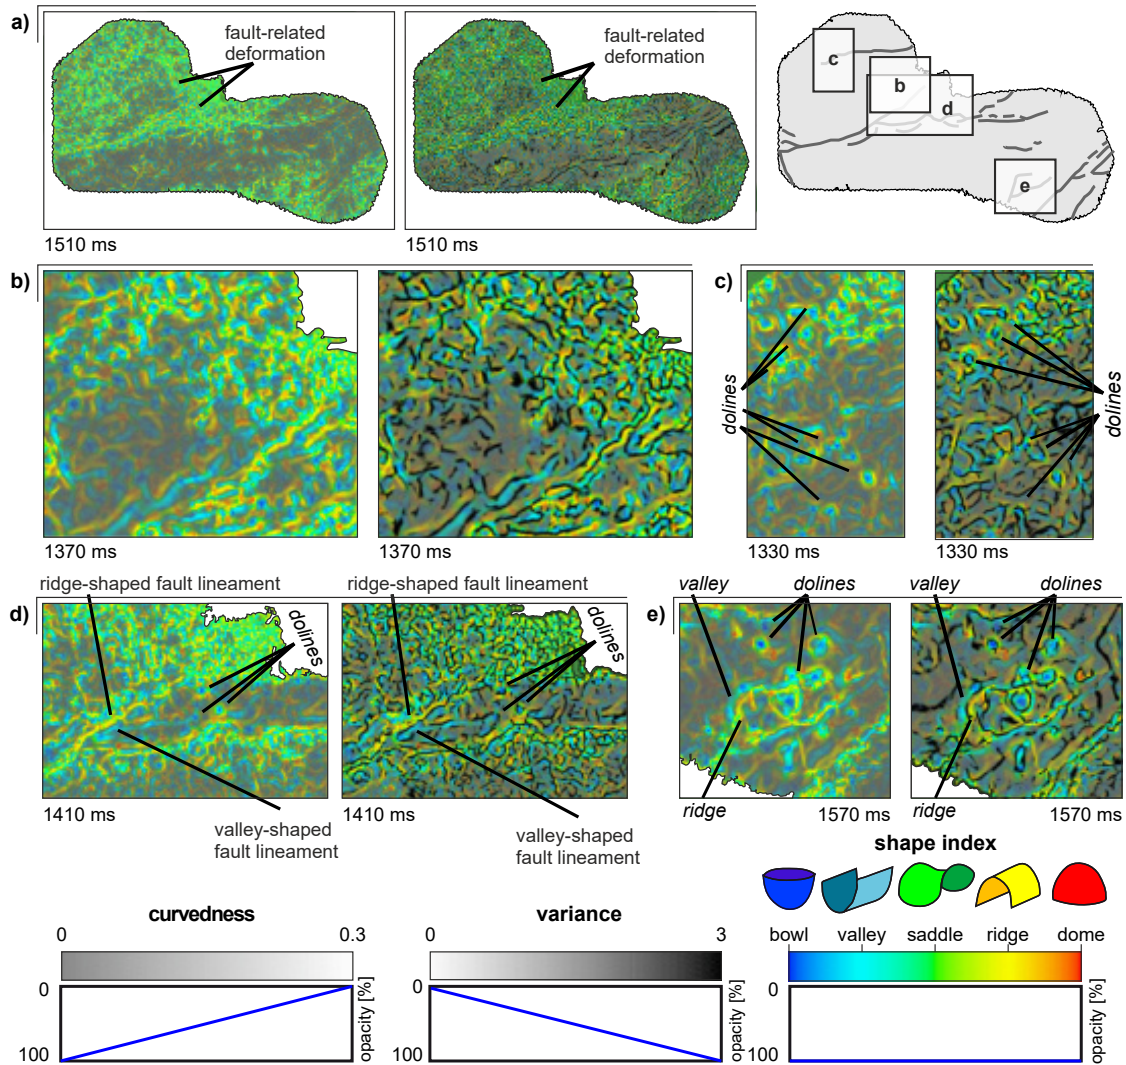 a)
fault-related
deformation
fault-related
deformation
c
b
d
e
1510 ms
1510 ms
b)
c)
dolines
dolines
1370 ms
1370 ms
1330 ms
1330 ms
ridge-shaped fault lineament
ridge-shaped fault lineament
valley
dolines
valley
dolines
d)
dolines
dolines
e)
1410 ms
1410 ms
ridge
1570 ms
ridge
1570 ms
valley-shaped
fault lineament
valley-shaped
fault lineament
shape index
curvedness
variance
0
0.3
0
3
bowl
valley
saddle
ridge
dome
0
100
opacity [%]
0
100
opacity [%]
0
100
opacity [%]